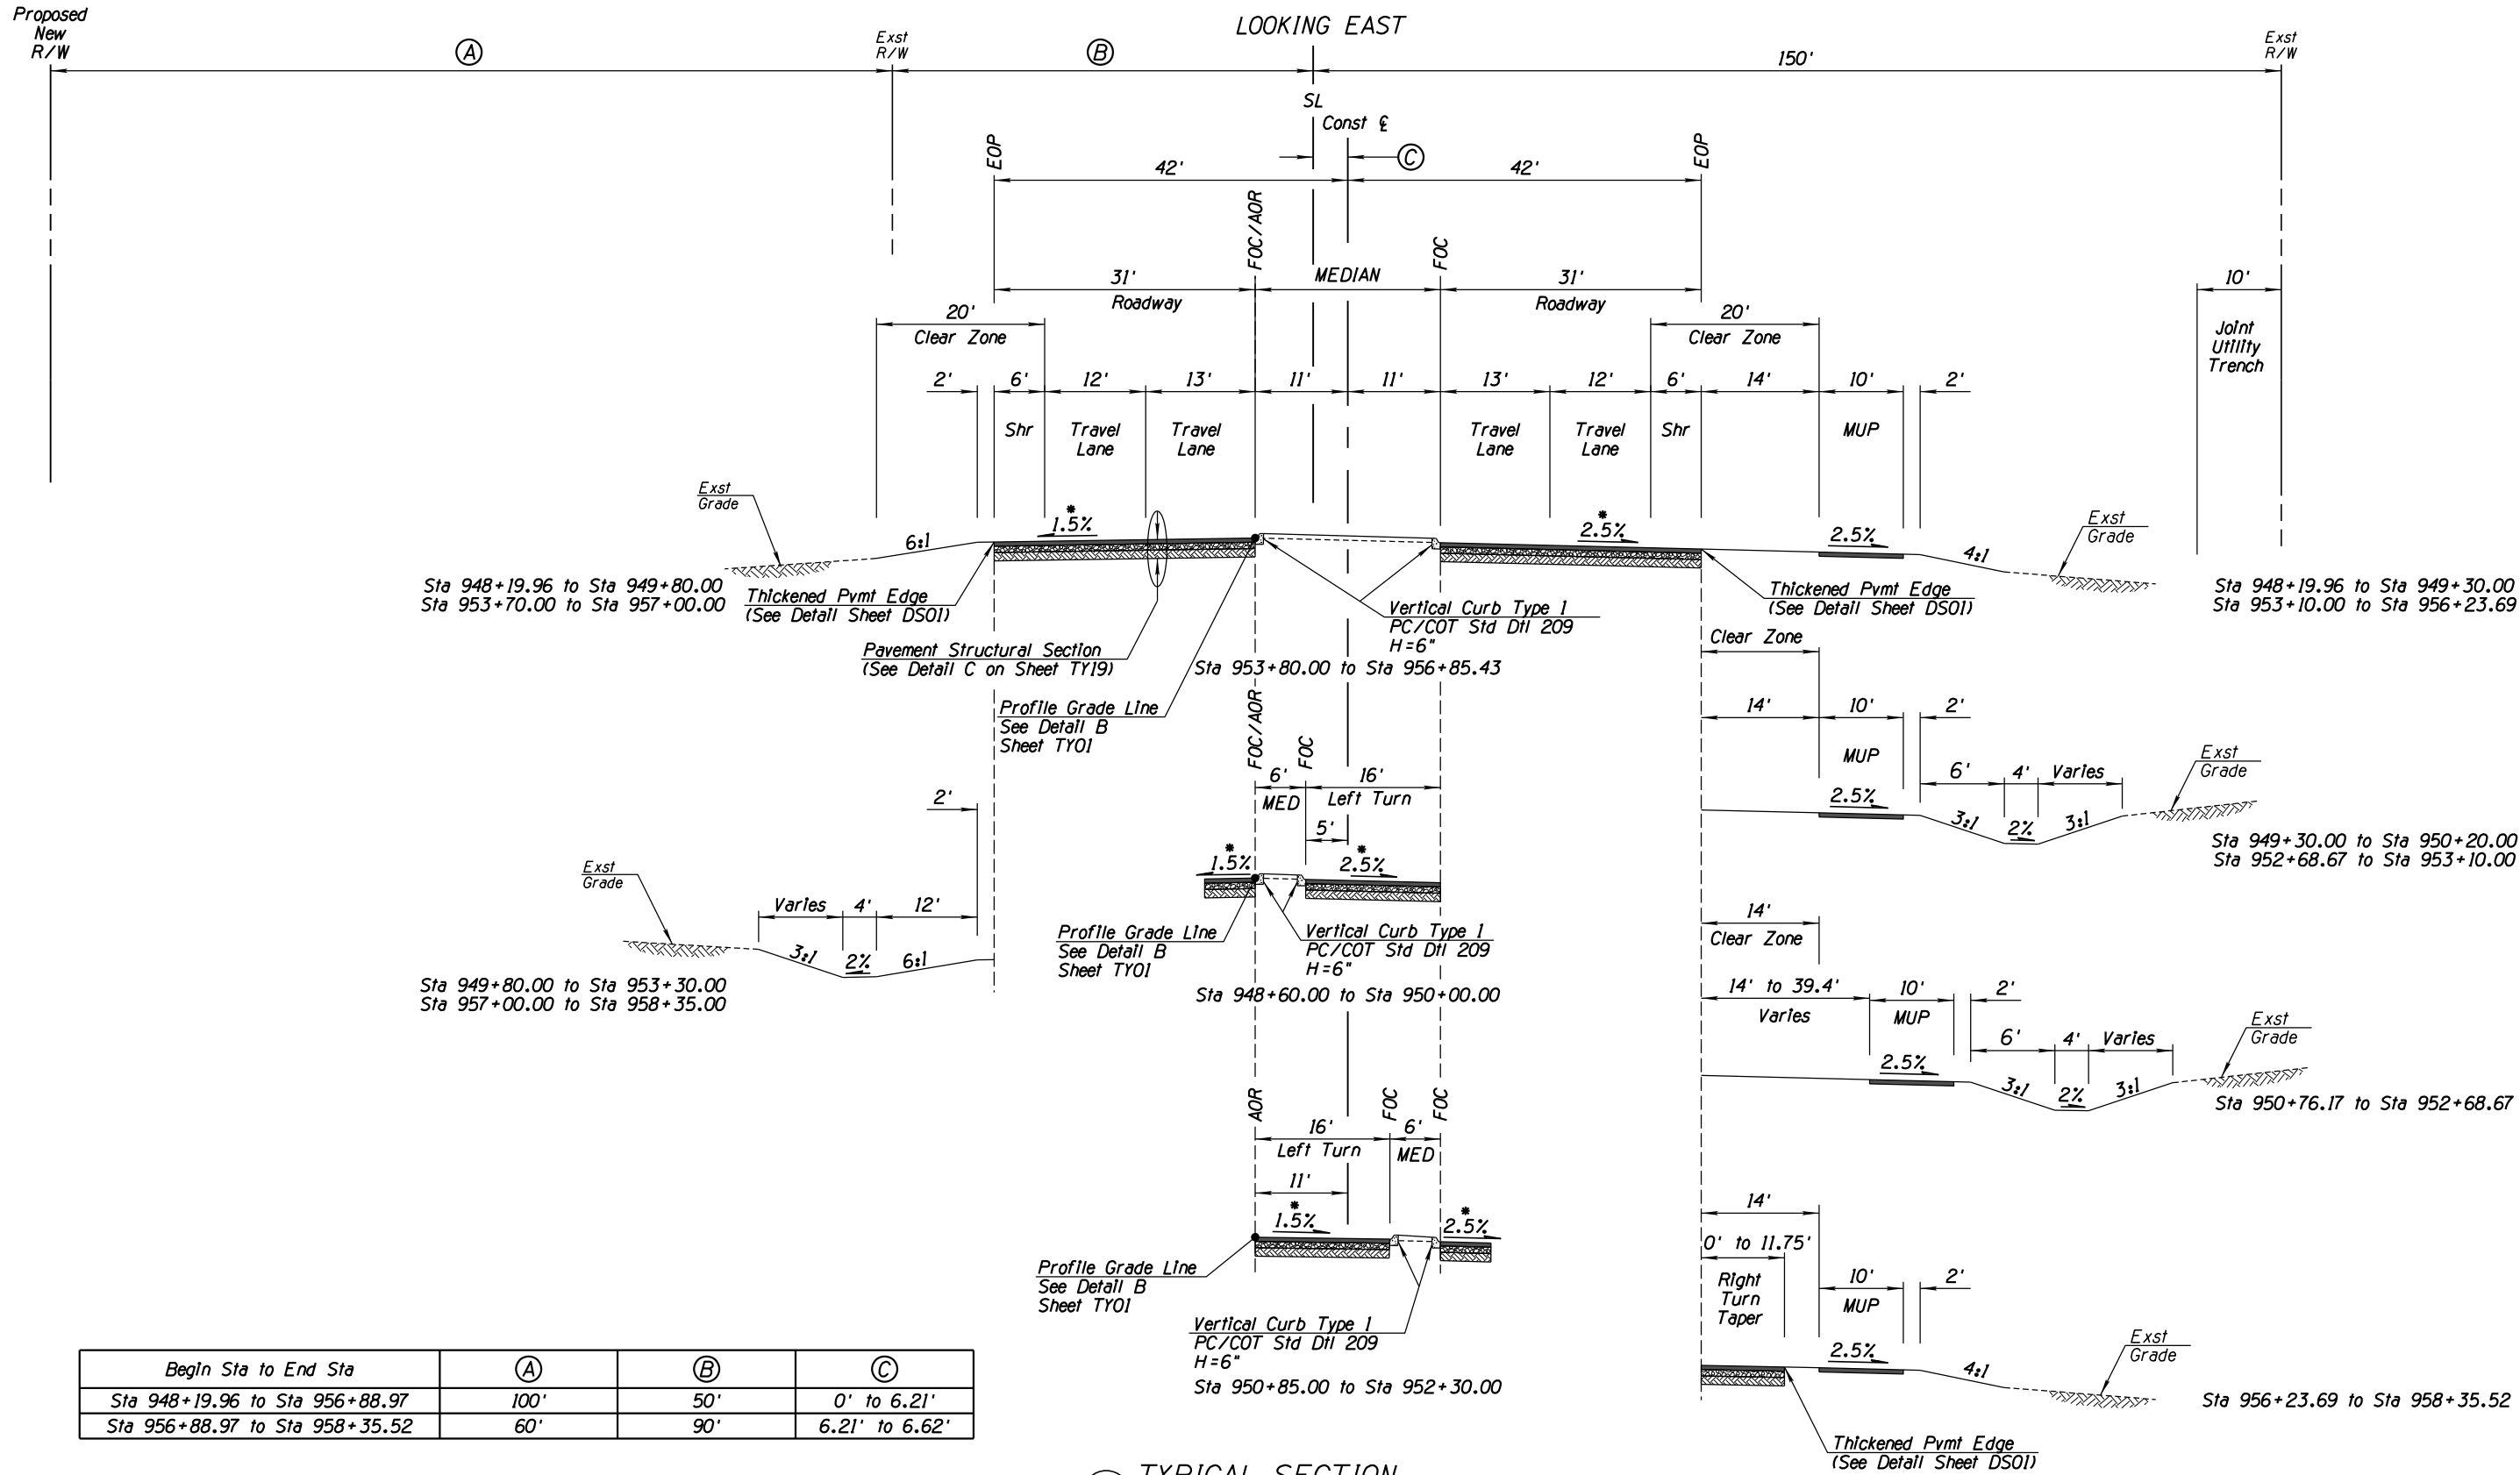 Proposed
New
R/W
LOOKING EAST
Exst
R/W
Exst
R/W
A
B
150'
SL
Const ℄
C
EOP
42'
42'
EOP
FOC/AOR
FOC
31'
Roadway
MEDIAN
31'
Roadway
10'
Joint
Utility
Trench
20'
Clear Zone
20'
Clear Zone
2'
6'
12'
13'
11'
11'
13'
12'
6'
14'
10'
2'
Shr
Travel
Lane
Travel
Lane
Travel
Lane
Travel
Lane
Shr
MUP
Exst
Grade
6:1
*
1.5%
*
2.5%
2.5%
4:1
Exst
Grade
Sta 948+19.96 to Sta 949+80.00
Sta 953+70.00 to Sta 957+00.00
Thickened Pvmt Edge
(See Detail Sheet DS01)
Pavement Structural Section
(See Detail C on Sheet TY19)
Vertical Curb Type 1
PC/COT Std Dtl 209
H=6"
Sta 953+80.00 to Sta 956+85.43
Thickened Pvmt Edge
(See Detail Sheet DS01)
Sta 948+19.96 to Sta 949+30.00
Sta 953+10.00 to Sta 956+23.69
Profile Grade Line
See Detail B
Sheet TY01
Clear Zone
14'
10'
2'
MUP
6'
4'
Varies
Exst
Grade
2.5%
3:1
2%
3:1
Sta 949+30.00 to Sta 950+20.00
Sta 952+68.67 to Sta 953+10.00
FOC/AOR
FOC
6'
MED
16'
Left Turn
5'
*
1.5%
*
2.5%
Profile Grade Line
See Detail B
Sheet TY01
Vertical Curb Type 1
PC/COT Std Dtl 209
H=6"
Sta 948+60.00 to Sta 950+00.00
2'
Exst
Grade
Varies
4'
12'
3:1
2%
6:1
Sta 949+80.00 to Sta 953+30.00
Sta 957+00.00 to Sta 958+35.00
14'
Clear Zone
14' to 39.4'
Varies
10'
MUP
2'
6'
4'
Varies
Exst
Grade
2.5%
3:1
2%
3:1
Sta 950+76.17 to Sta 952+68.67
AOR
FOC
FOC
16'
Left Turn
6'
MED
11'
*
1.5%
*
2.5%
Profile Grade Line
See Detail B
Sheet TY01
Vertical Curb Type 1
PC/COT Std Dtl 209
H=6"
Sta 950+85.00 to Sta 952+30.00
14'
0' to 11.75'
Right
Turn
Taper
10'
MUP
2'
2.5%
4:1
Exst
Grade
Sta 956+23.69 to Sta 958+35.52
Thickened Pvmt Edge
(See Detail Sheet DS01)
Begin Sta to End Sta A B C
Sta 948+19.96 to Sta 956+88.97 100' 50' 0' to 6.21'
Sta 956+88.97 to Sta 958+35.52 60' 90' 6.21' to 6.62'
TYPICAL SECTION